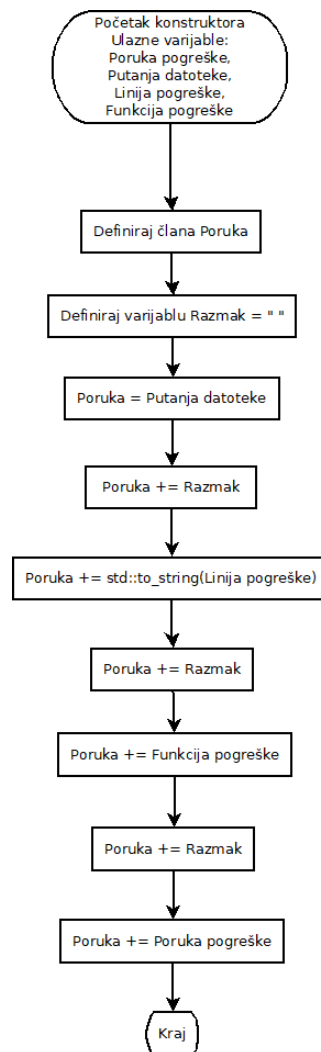 Početak konstruktora
Ulazne varijable:
Poruka pogreške,
Putanja datoteke,
Linija pogreške,
Funkcija pogreške
Definiraj člana Poruka
Definiraj varijablu Razmak = " "
Poruka = Putanja datoteke
Poruka += Razmak
Poruka += std::to_string(Linija pogreške)
Poruka += Razmak
Poruka += Funkcija pogreške
Poruka += Razmak
Poruka += Poruka pogreške
Kraj